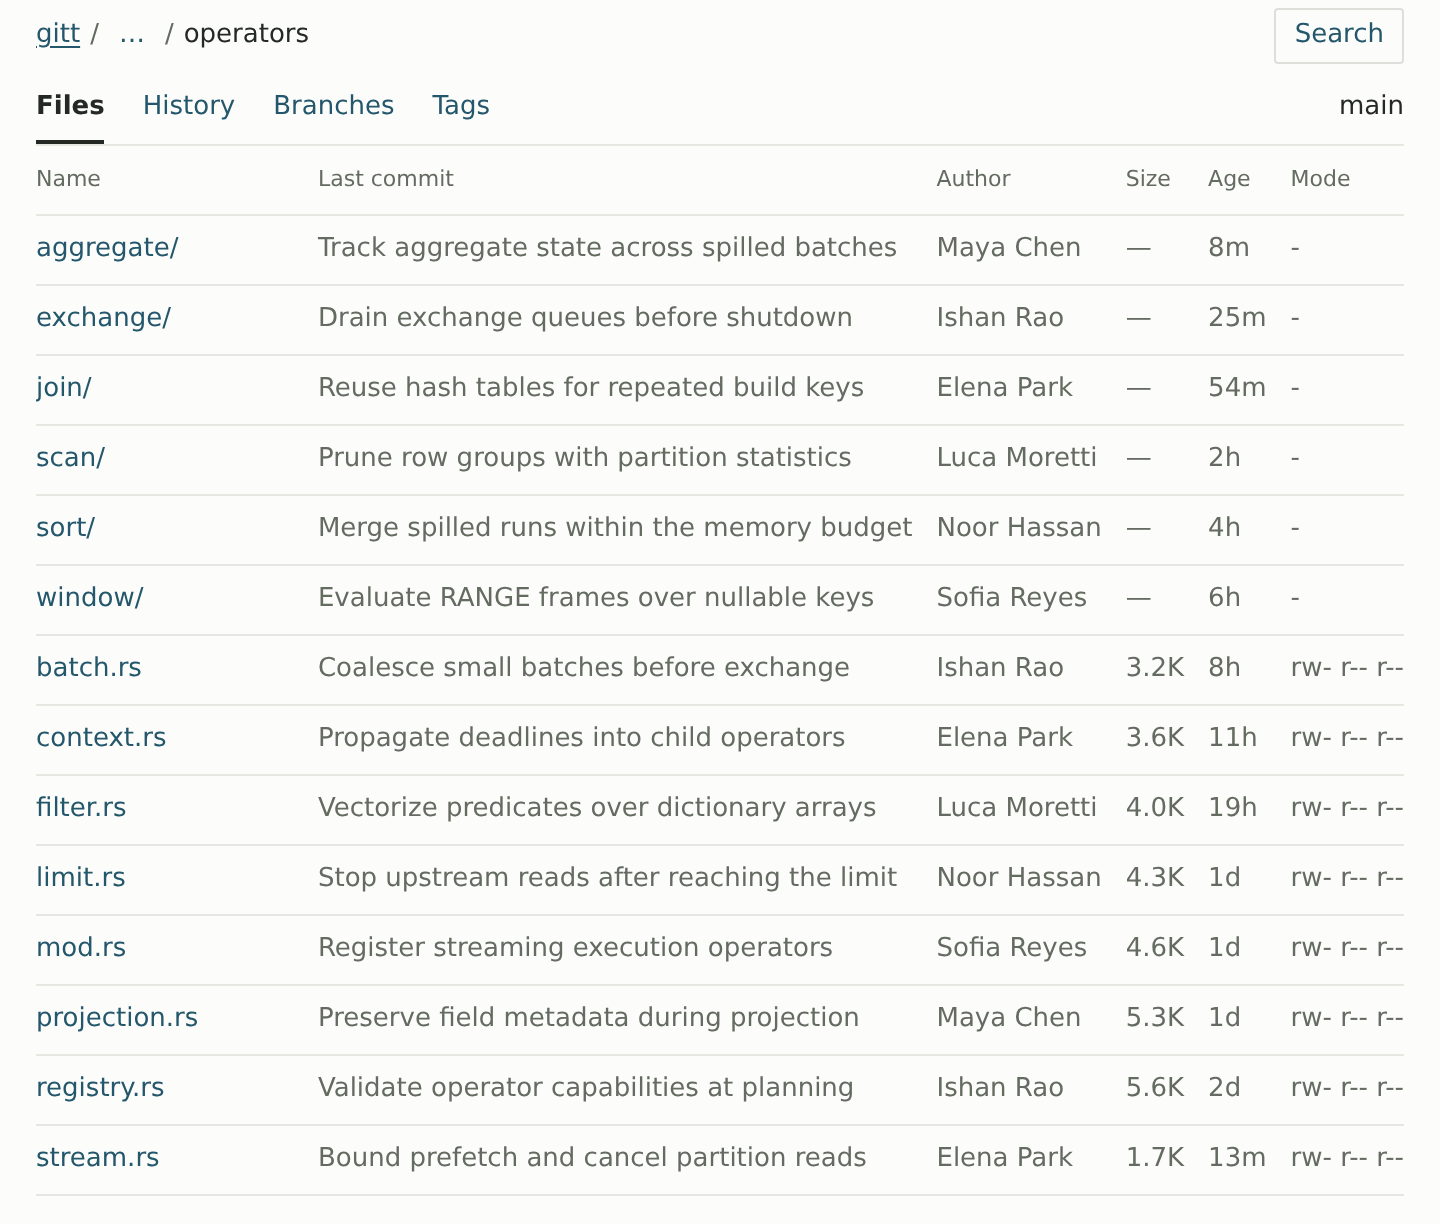 gitt / … / operators Search
Files History Branches Tags main
Name Last commit Author Size Age Mode
aggregate/ Track aggregate state across spilled batches Maya Chen — 8m -
exchange/ Drain exchange queues before shutdown Ishan Rao — 25m -
join/ Reuse hash tables for repeated build keys Elena Park — 54m -
scan/ Prune row groups with partition statistics Luca Moretti — 2h -
sort/ Merge spilled runs within the memory budget Noor Hassan — 4h -
window/ Evaluate RANGE frames over nullable keys Sofia Reyes — 6h -
batch.rs Coalesce small batches before exchange Ishan Rao 3.2K 8h rw- r-- r--
context.rs Propagate deadlines into child operators Elena Park 3.6K 11h rw- r-- r--
filter.rs Vectorize predicates over dictionary arrays Luca Moretti 4.0K 19h rw- r-- r--
limit.rs Stop upstream reads after reaching the limit Noor Hassan 4.3K 1d rw- r-- r--
mod.rs Register streaming execution operators Sofia Reyes 4.6K 1d rw- r-- r--
projection.rs Preserve field metadata during projection Maya Chen 5.3K 1d rw- r-- r--
registry.rs Validate operator capabilities at planning Ishan Rao 5.6K 2d rw- r-- r--
stream.rs Bound prefetch and cancel partition reads Elena Park 1.7K 13m rw- r-- r--